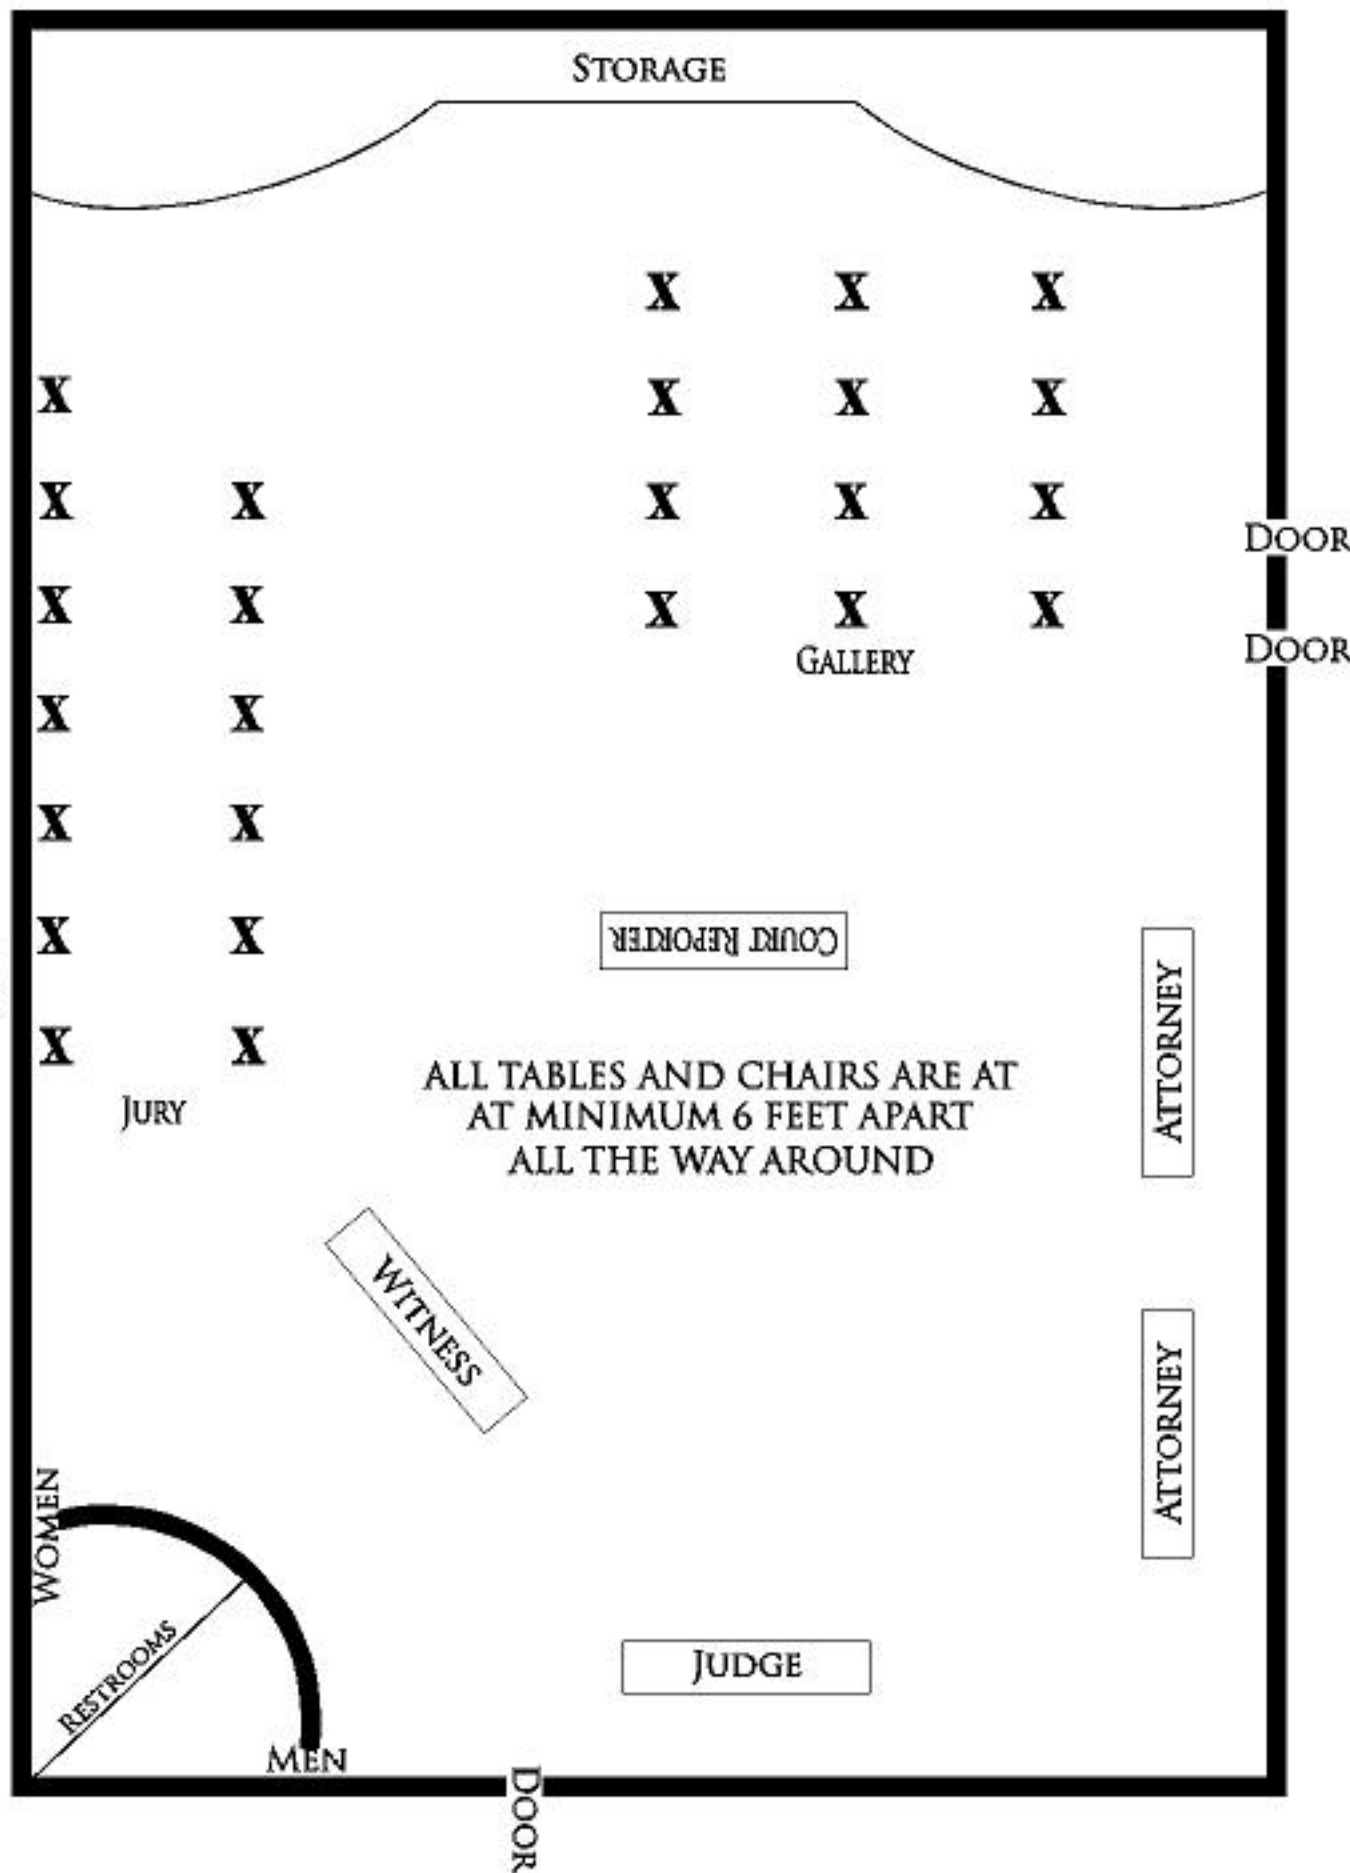 STORAGE
X X X
X
X X X
X X
X X X
DOOR
X X
X X X
DOOR
GALLERY
X X
X X
X X
COURT REPORTER
ATTORNEY
X X
JURY
ALL TABLES AND CHAIRS ARE AT
AT MINIMUM 6 FEET APART
ALL THE WAY AROUND
WITNESS
ATTORNEY
WOMEN
RESTROOMS
JUDGE
MEN
DOOR